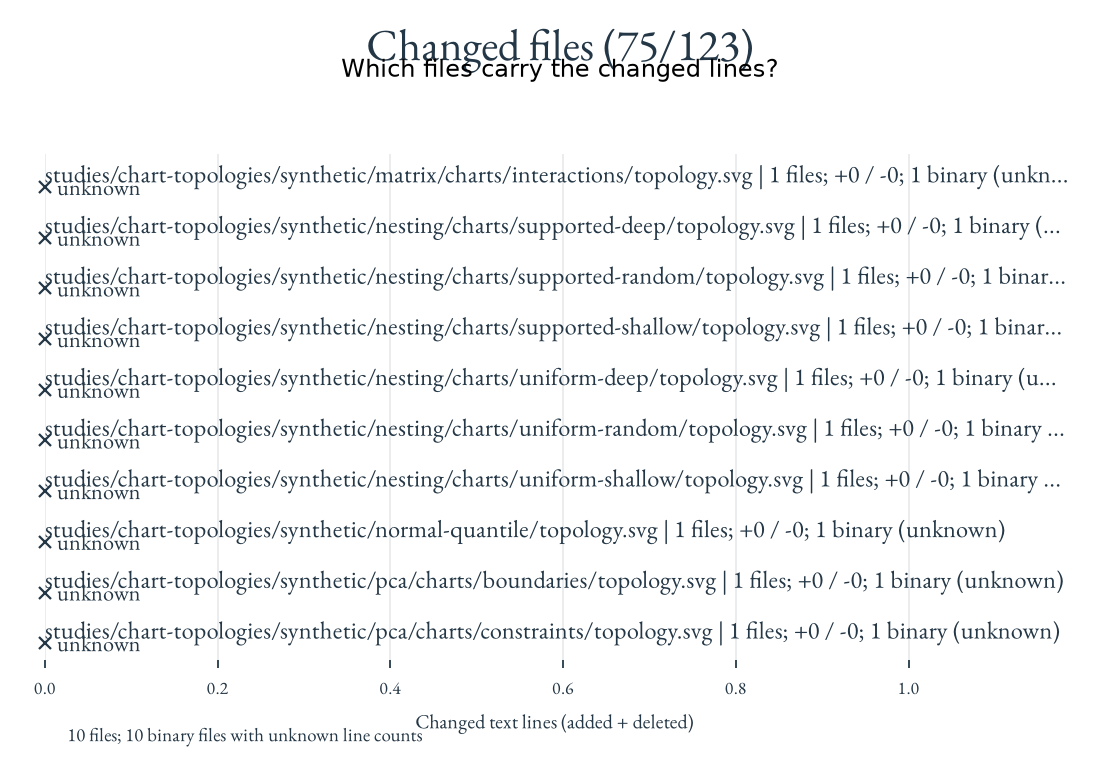 Changed files (75/123)
Which files carry the changed lines?
studies/chart-topologies/synthetic/matrix/charts/interactions/topology.svg | 1 files; +0 / -0; 1 binary (unkn...
unknown
studies/chart-topologies/synthetic/nesting/charts/supported-deep/topology.svg | 1 files; +0 / -0; 1 binary (...
unknown
studies/chart-topologies/synthetic/nesting/charts/supported-random/topology.svg | 1 files; +0 / -0; 1 binar...
unknown
studies/chart-topologies/synthetic/nesting/charts/supported-shallow/topology.svg | 1 files; +0 / -0; 1 binar...
unknown
studies/chart-topologies/synthetic/nesting/charts/uniform-deep/topology.svg | 1 files; +0 / -0; 1 binary (u...
unknown
studies/chart-topologies/synthetic/nesting/charts/uniform-random/topology.svg | 1 files; +0 / -0; 1 binary ...
unknown
studies/chart-topologies/synthetic/nesting/charts/uniform-shallow/topology.svg | 1 files; +0 / -0; 1 binary ...
unknown
studies/chart-topologies/synthetic/normal-quantile/topology.svg | 1 files; +0 / -0; 1 binary (unknown)
unknown
studies/chart-topologies/synthetic/pca/charts/boundaries/topology.svg | 1 files; +0 / -0; 1 binary (unknown)
unknown
studies/chart-topologies/synthetic/pca/charts/constraints/topology.svg | 1 files; +0 / -0; 1 binary (unknown)
unknown
0.0 0.2 0.4 0.6 0.8 1.0
Changed text lines (added + deleted)
10 files; 10 binary files with unknown line counts